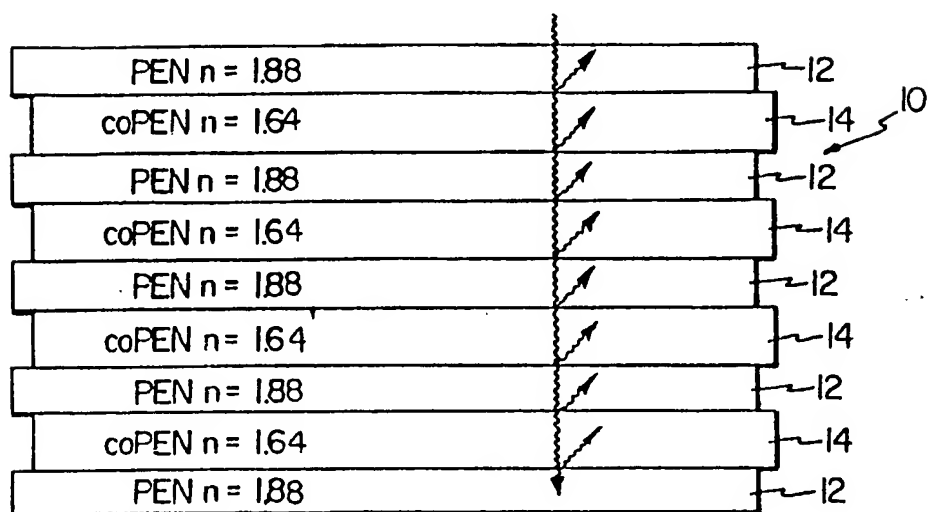 PEN n = 1.88 12
coPEN n = 1.64 14 10
PEN n = 1.88 12
coPEN n = 1.64 14
PEN n = 1.88 12
coPEN n = 1.64 14
PEN n = 1.88 12
coPEN n = 1.64 14
PEN n = 1.88 12